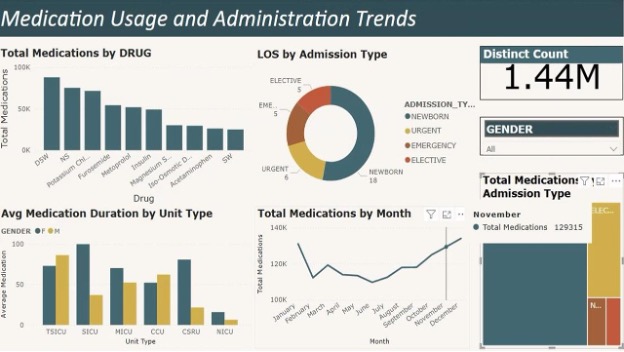 Medication Usage and Administration Trends
Total Medications by DRUG
Total Medications
100K
50K
0K
DSW
NS
Potassium Chl...
Furosemide
Metoprolol
Insulin
Magnesium S...
Iso-Osmotic D...
Acetaminophen
SW
Drug
LOS by Admission Type
ELECTIVE
5
EME...
5
URGENT
6
NEWBORN
18
ADMISSION_TY...
NEWBORN
URGENT
EMERGENCY
ELECTIVE
Distinct Count
1.44M
GENDER
All
Avg Medication Duration by Unit Type
GENDER F M
Average Medication
100
50
0
TSICU
SICU
MICU
CCU
CSRU
NICU
Unit Type
Total Medications by Month
Total Medications
140K
120K
100K
January
February
March
April
May
June
July
August
September
October
November
December
Month
Total Medications by
Admission Type
November
Total Medications 129315
ELEC...
N...